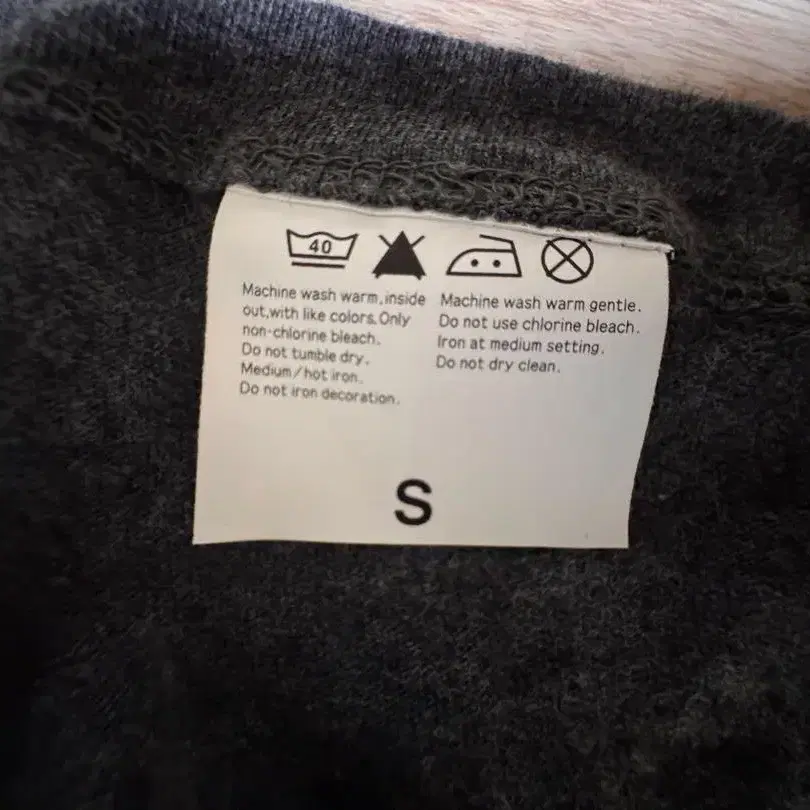 40
Machine wash warm,inside
out,with like colors.Only
non-chlorine bleach.
Do not tumble dry.
Medium/hot iron.
Do not iron decoration.
Machine wash warm gentle.
Do not use chlorine bleach.
Iron at medium setting.
Do not dry clean.
S